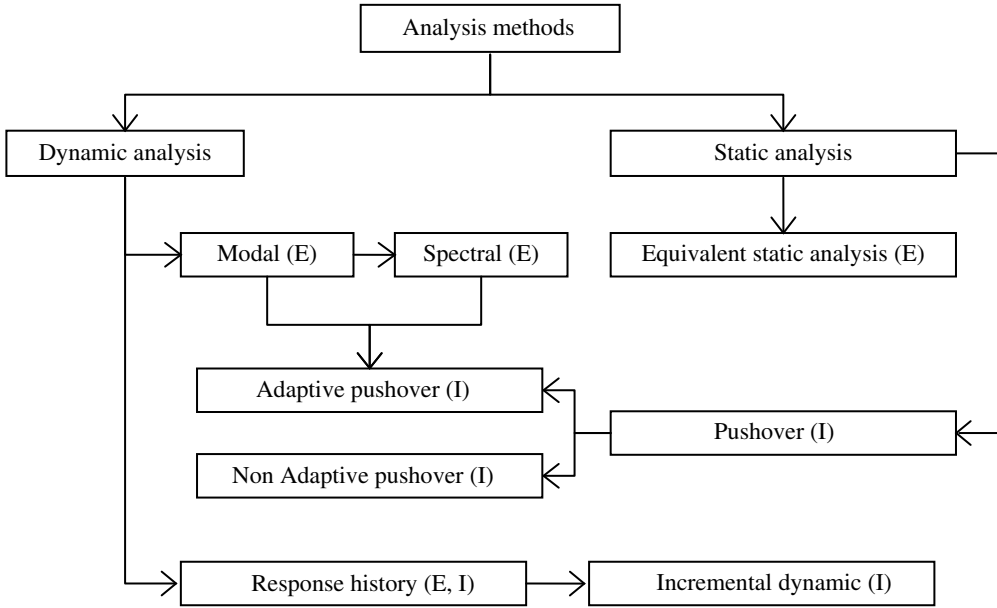 Analysis methods
Dynamic analysis
Static analysis
Modal (E)
Spectral (E)
Equivalent static analysis (E)
Adaptive pushover (I)
Pushover (I)
Non Adaptive pushover (I)
Response history (E, I)
Incremental dynamic (I)